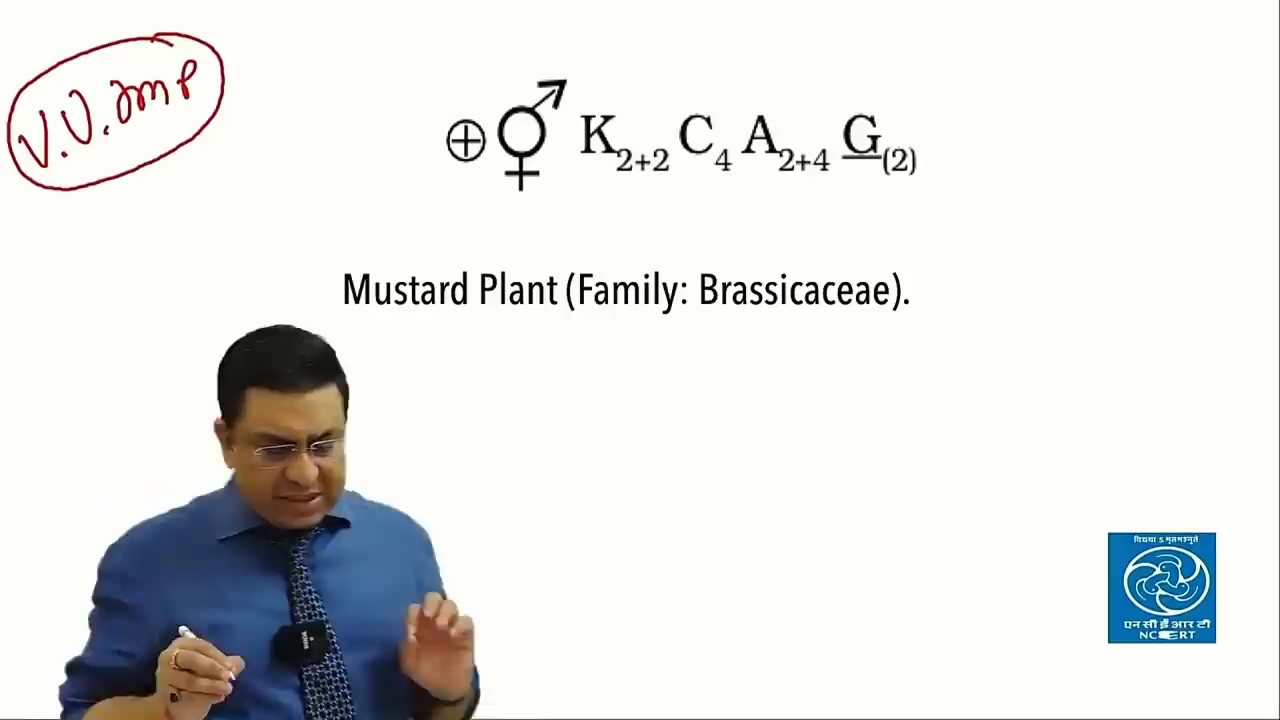 V.V. Imp
⊕ ⚥ K2+2 C4 A2+4 G(2)
Mustard Plant (Family: Brassicaceae).
एन सी ई आर टी
NCERT